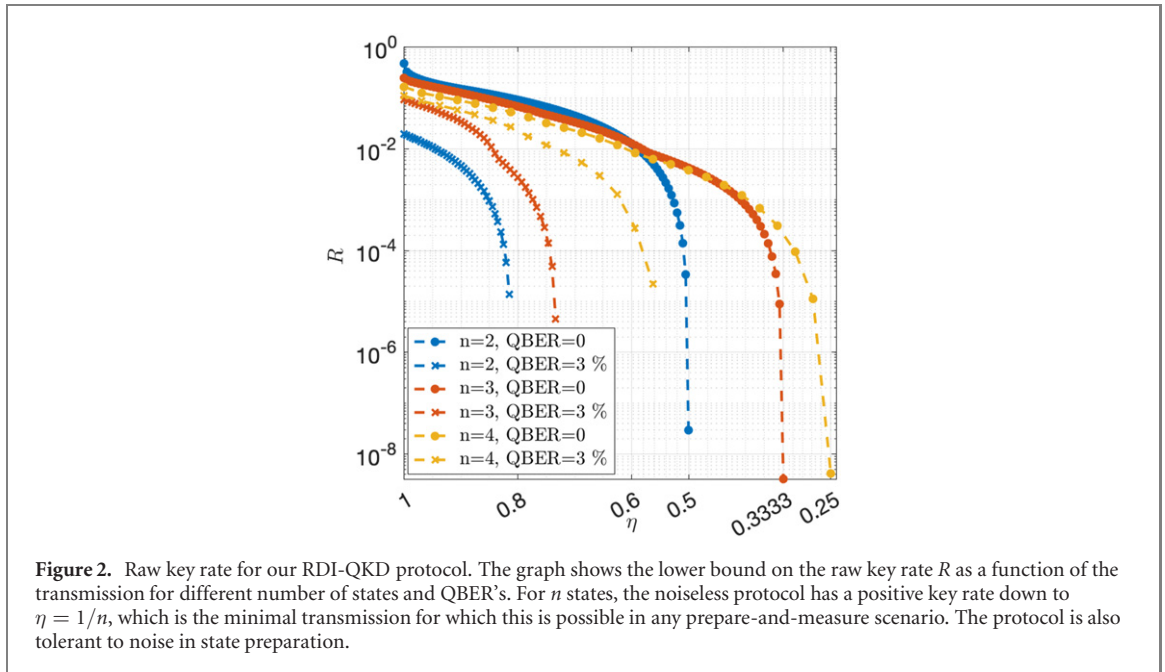 10^0
10^-2
10^-4
10^-6
10^-8
R
n=2, QBER=0
n=2, QBER=3 %
n=3, QBER=0
n=3, QBER=3 %
n=4, QBER=0
n=4, QBER=3 %
1 0.8 0.6 0.5 0.3333 0.25
η
Figure 2. Raw key rate for our RDI-QKD protocol. The graph shows the lower bound on the raw key rate R as a function of the
transmission for different number of states and QBER's. For n states, the noiseless protocol has a positive key rate down to
η = 1/n, which is the minimal transmission for which this is possible in any prepare-and-measure scenario. The protocol is also
tolerant to noise in state preparation.